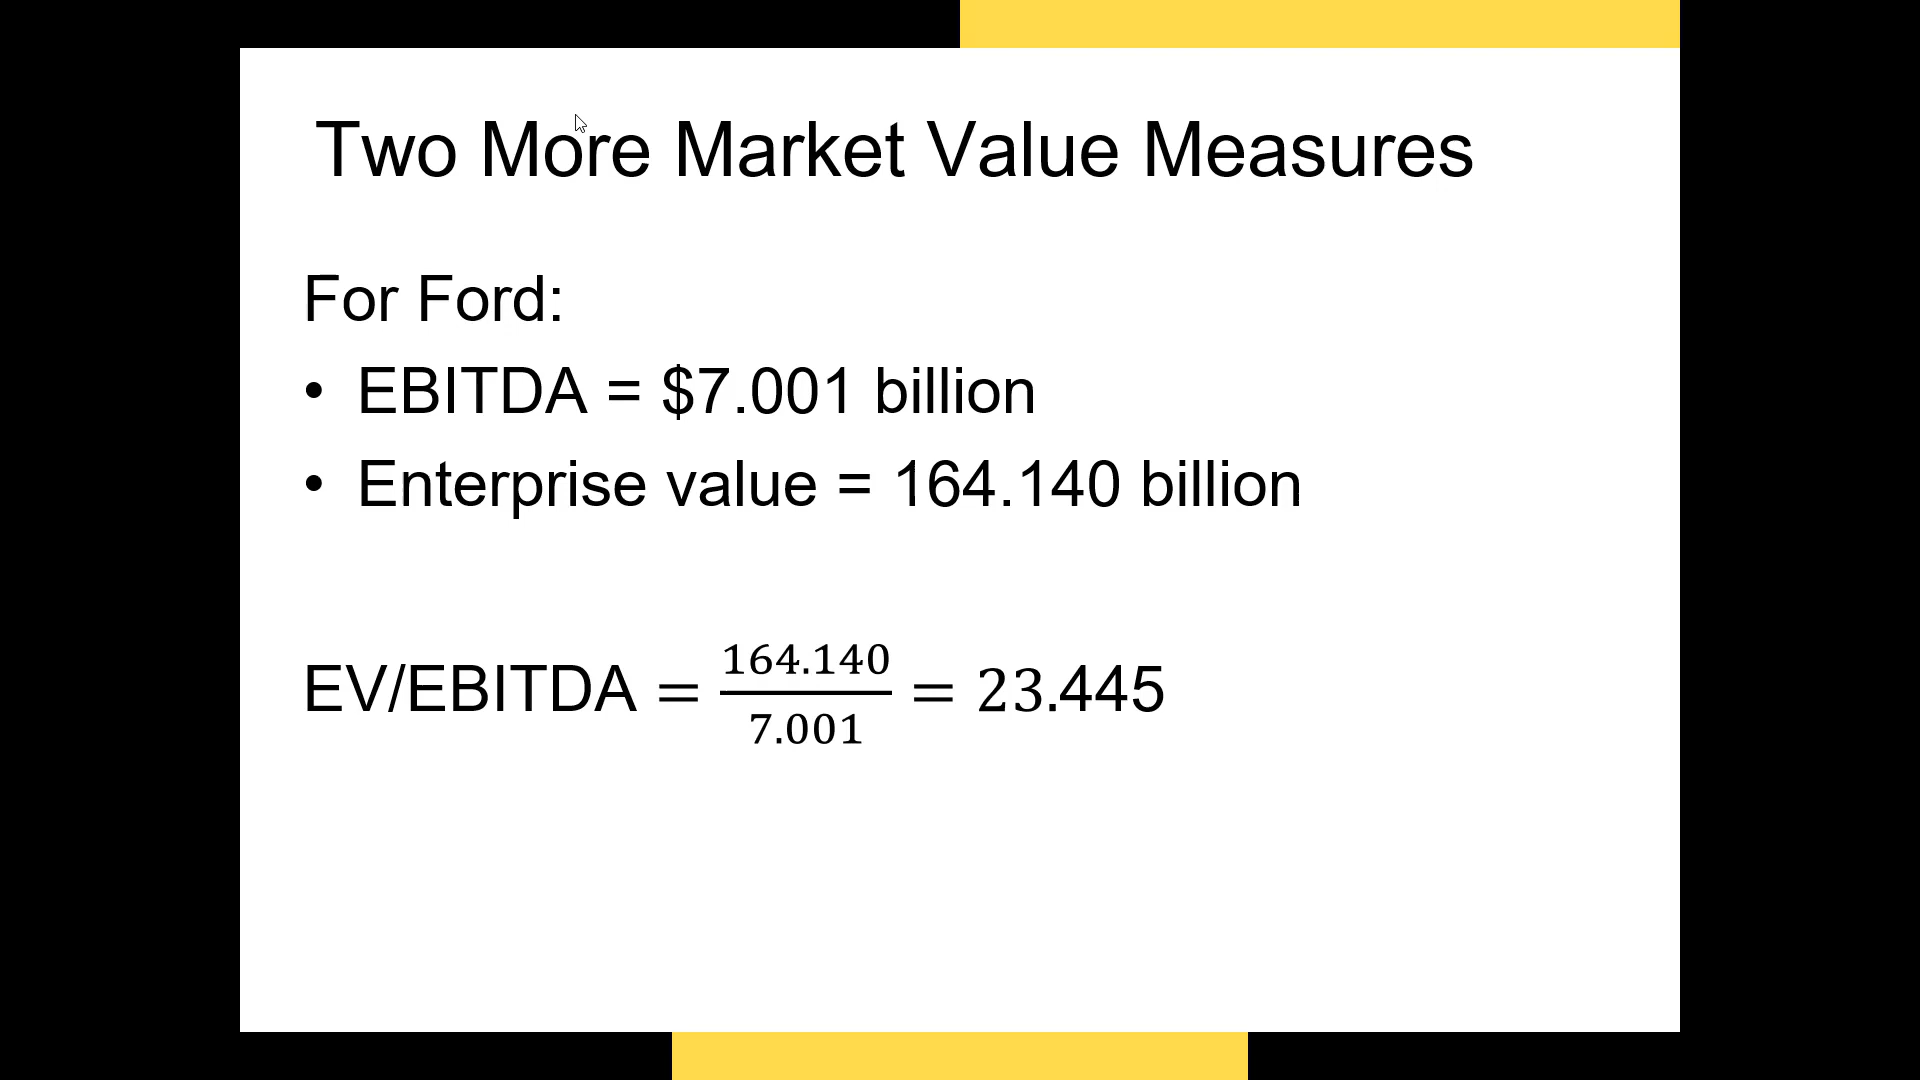 Two More Market Value Measures
For Ford:
• EBITDA = $7.001 billion
• Enterprise value = 164.140 billion
EV/EBITDA = 164.140/7.001 = 23.445